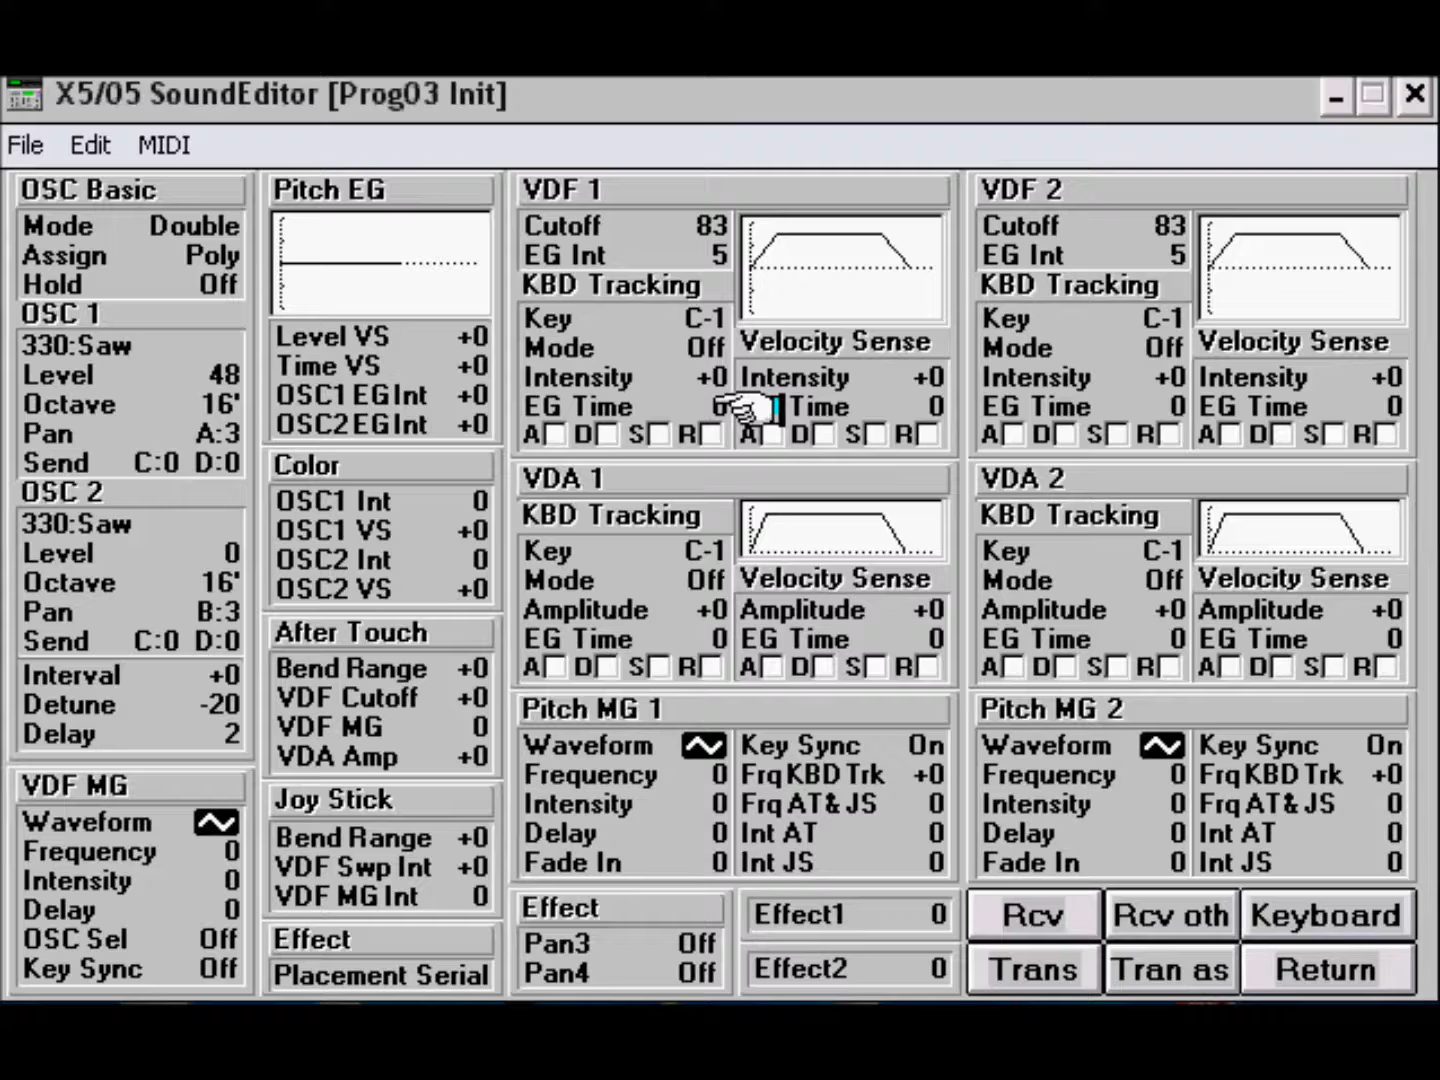 X5/05 SoundEditor [Prog03 Init]
File Edit MIDI
OSC Basic
Mode Double
Assign Poly
Hold Off
OSC 1
330:Saw
Level 48
Octave 16'
Pan A:3
Send C:0 D:0
OSC 2
330:Saw
Level 0
Octave 16'
Pan B:3
Send C:0 D:0
Interval +0
Detune -20
Delay 2
VDF MG
Waveform
Frequency 0
Intensity 0
Delay 0
OSC Sel Off
Key Sync Off
Pitch EG
Level VS +0
Time VS +0
OSC1 EG Int +0
OSC2 EG Int +0
Color
OSC1 Int 0
OSC1 VS +0
OSC2 Int 0
OSC2 VS +0
After Touch
Bend Range +0
VDF Cutoff +0
VDF MG 0
VDA Amp +0
Joy Stick
Bend Range +0
VDF Swp Int +0
VDF MG Int 0
Effect
Placement Serial
VDF 1
Cutoff 83
EG Int 5
KBD Tracking
Key C-1
Mode Off
Intensity +0
EG Time 0
A D S R
Velocity Sense
Intensity +0
Time 0
A D S R
VDA 1
KBD Tracking
Key C-1
Mode Off
Amplitude +0
EG Time 0
A D S R
Velocity Sense
Amplitude +0
EG Time 0
A D S R
Pitch MG 1
Waveform
Frequency 0
Intensity 0
Delay 0
Fade In 0
Key Sync On
Frq KBD Trk +0
Frq AT& JS 0
Int AT 0
Int JS 0
Effect
Pan3 Off
Pan4 Off
Effect1 0
Effect2 0
VDF 2
Cutoff 83
EG Int 5
KBD Tracking
Key C-1
Mode Off
Intensity +0
EG Time 0
A D S R
Velocity Sense
Intensity +0
EG Time 0
A D S R
VDA 2
KBD Tracking
Key C-1
Mode Off
Amplitude +0
EG Time 0
A D S R
Velocity Sense
Amplitude +0
EG Time 0
A D S R
Pitch MG 2
Waveform
Frequency 0
Intensity 0
Delay 0
Fade In 0
Key Sync On
Frq KBD Trk +0
Frq AT& JS 0
Int AT 0
Int JS 0
Rcv Rcv oth Keyboard
Trans Tran as Return